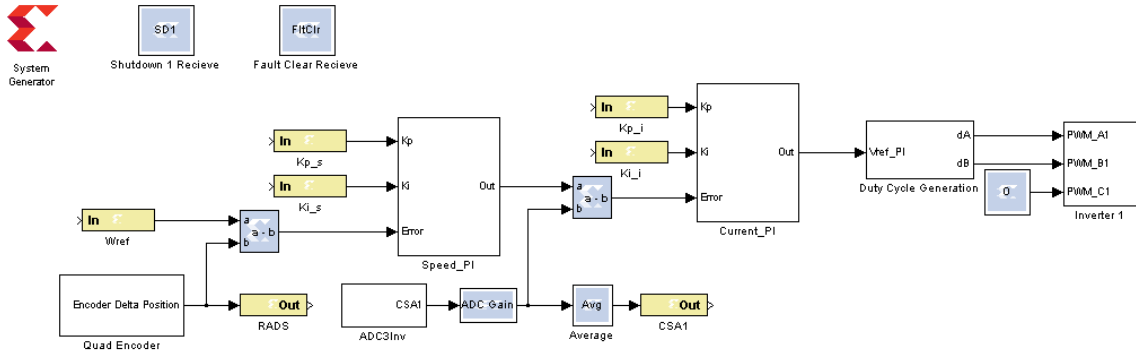 System
Generator
SD1
Shutdown 1 Recieve
FltClr
Fault Clear Recieve
In
Kp_s
In
Ki_s
In
Wref
a
b
a - b
Encoder Delta Position
Quad Encoder
Out
RADS
Kp
Ki
Error
Out
Speed_PI
CSA1
ADC3Inv
ADC Gain
Avg
Average
Out
CSA1
In
Kp_i
In
Ki_i
a
b
a - b
Kp
Ki
Error
Out
Current_PI
Vref_PI
dA
dB
Duty Cycle Generation
0
PWM_A1
PWM_B1
PWM_C1
Inverter 1